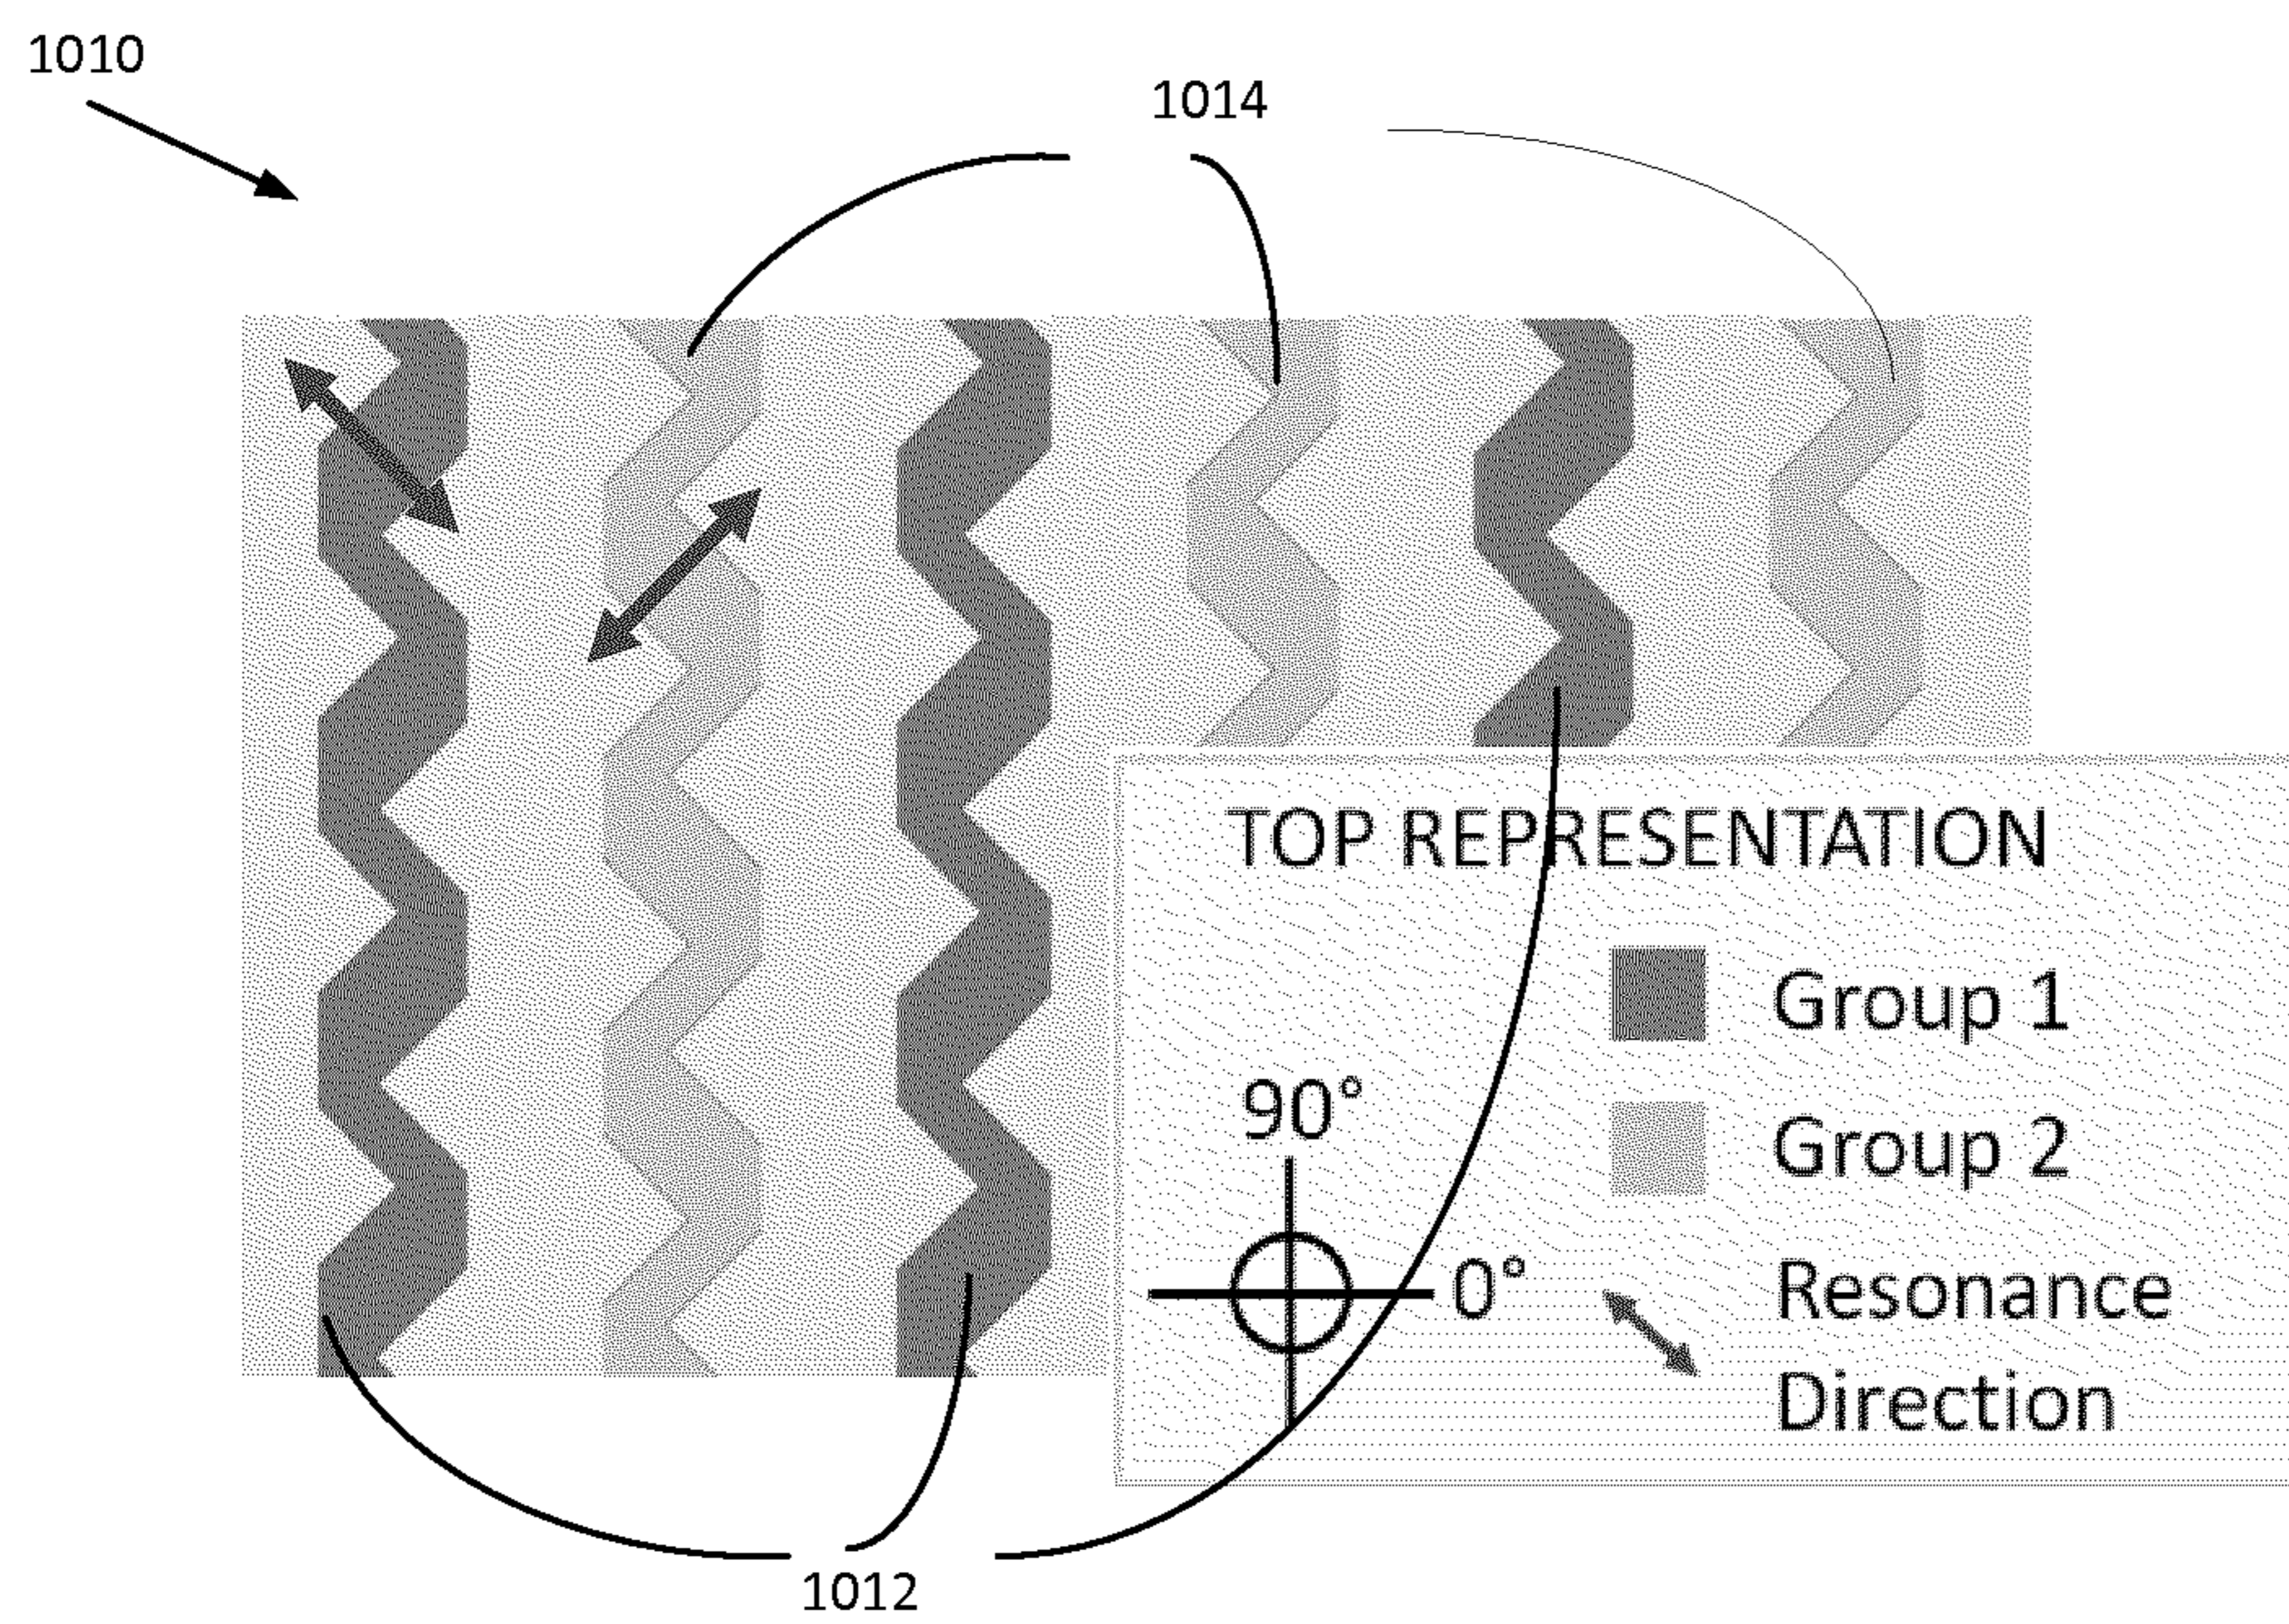 1010
1014
TOP REPRESENTATION
Group 1
90°
Group 2
0°
Resonance
Direction
1012